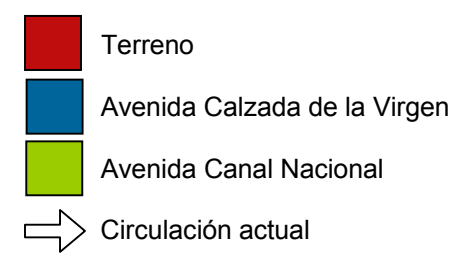 Terreno
Avenida Calzada de la Virgen
Avenida Canal Nacional
Circulación actual